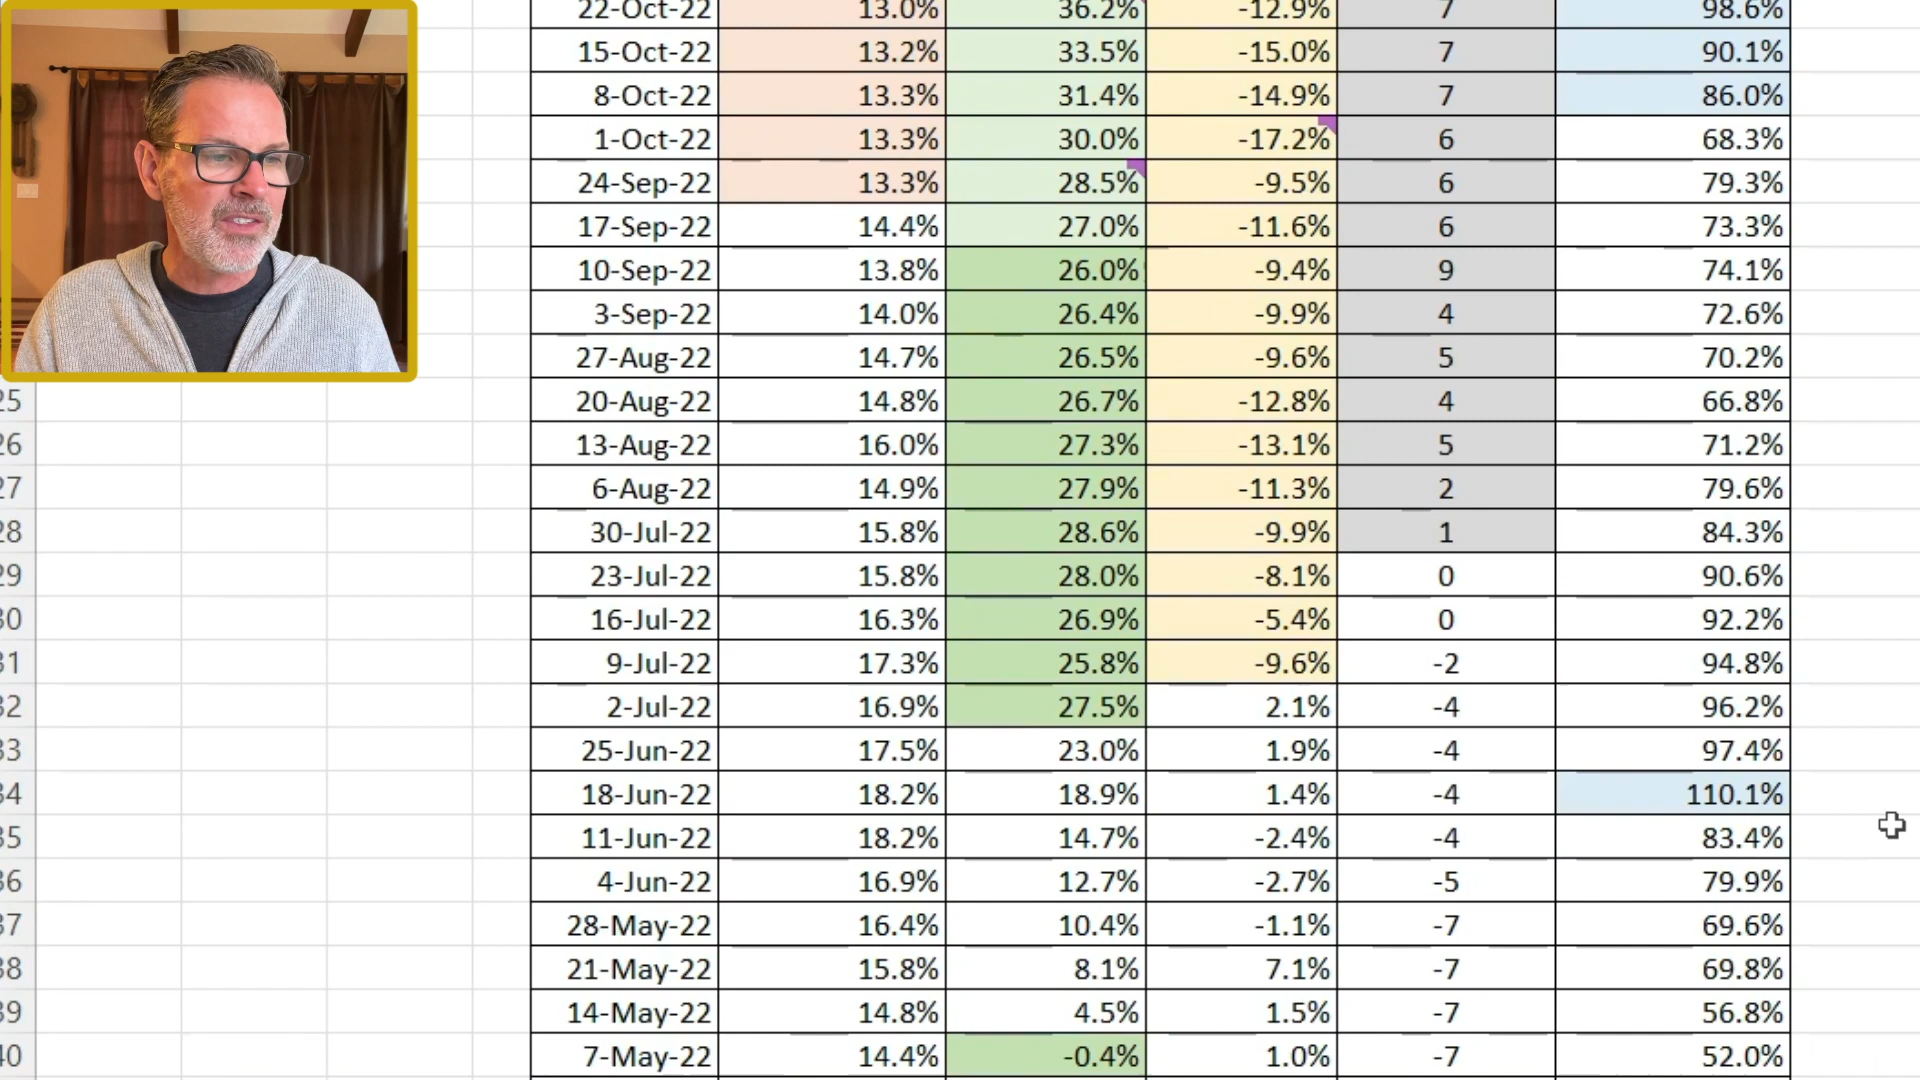 22-Oct-22 13.0% 36.2% -12.9% 7 98.6%
15-Oct-22 13.2% 33.5% -15.0% 7 90.1%
8-Oct-22 13.3% 31.4% -14.9% 7 86.0%
1-Oct-22 13.3% 30.0% -17.2% 6 68.3%
24-Sep-22 13.3% 28.5% -9.5% 6 79.3%
17-Sep-22 14.4% 27.0% -11.6% 6 73.3%
10-Sep-22 13.8% 26.0% -9.4% 9 74.1%
3-Sep-22 14.0% 26.4% -9.9% 4 72.6%
27-Aug-22 14.7% 26.5% -9.6% 5 70.2%
25 20-Aug-22 14.8% 26.7% -12.8% 4 66.8%
26 13-Aug-22 16.0% 27.3% -13.1% 5 71.2%
27 6-Aug-22 14.9% 27.9% -11.3% 2 79.6%
28 30-Jul-22 15.8% 28.6% -9.9% 1 84.3%
29 23-Jul-22 15.8% 28.0% -8.1% 0 90.6%
30 16-Jul-22 16.3% 26.9% -5.4% 0 92.2%
31 9-Jul-22 17.3% 25.8% -9.6% -2 94.8%
32 2-Jul-22 16.9% 27.5% 2.1% -4 96.2%
33 25-Jun-22 17.5% 23.0% 1.9% -4 97.4%
34 18-Jun-22 18.2% 18.9% 1.4% -4 110.1%
35 11-Jun-22 18.2% 14.7% -2.4% -4 83.4%
36 4-Jun-22 16.9% 12.7% -2.7% -5 79.9%
37 28-May-22 16.4% 10.4% -1.1% -7 69.6%
38 21-May-22 15.8% 8.1% 7.1% -7 69.8%
39 14-May-22 14.8% 4.5% 1.5% -7 56.8%
40 7-May-22 14.4% -0.4% 1.0% -7 52.0%